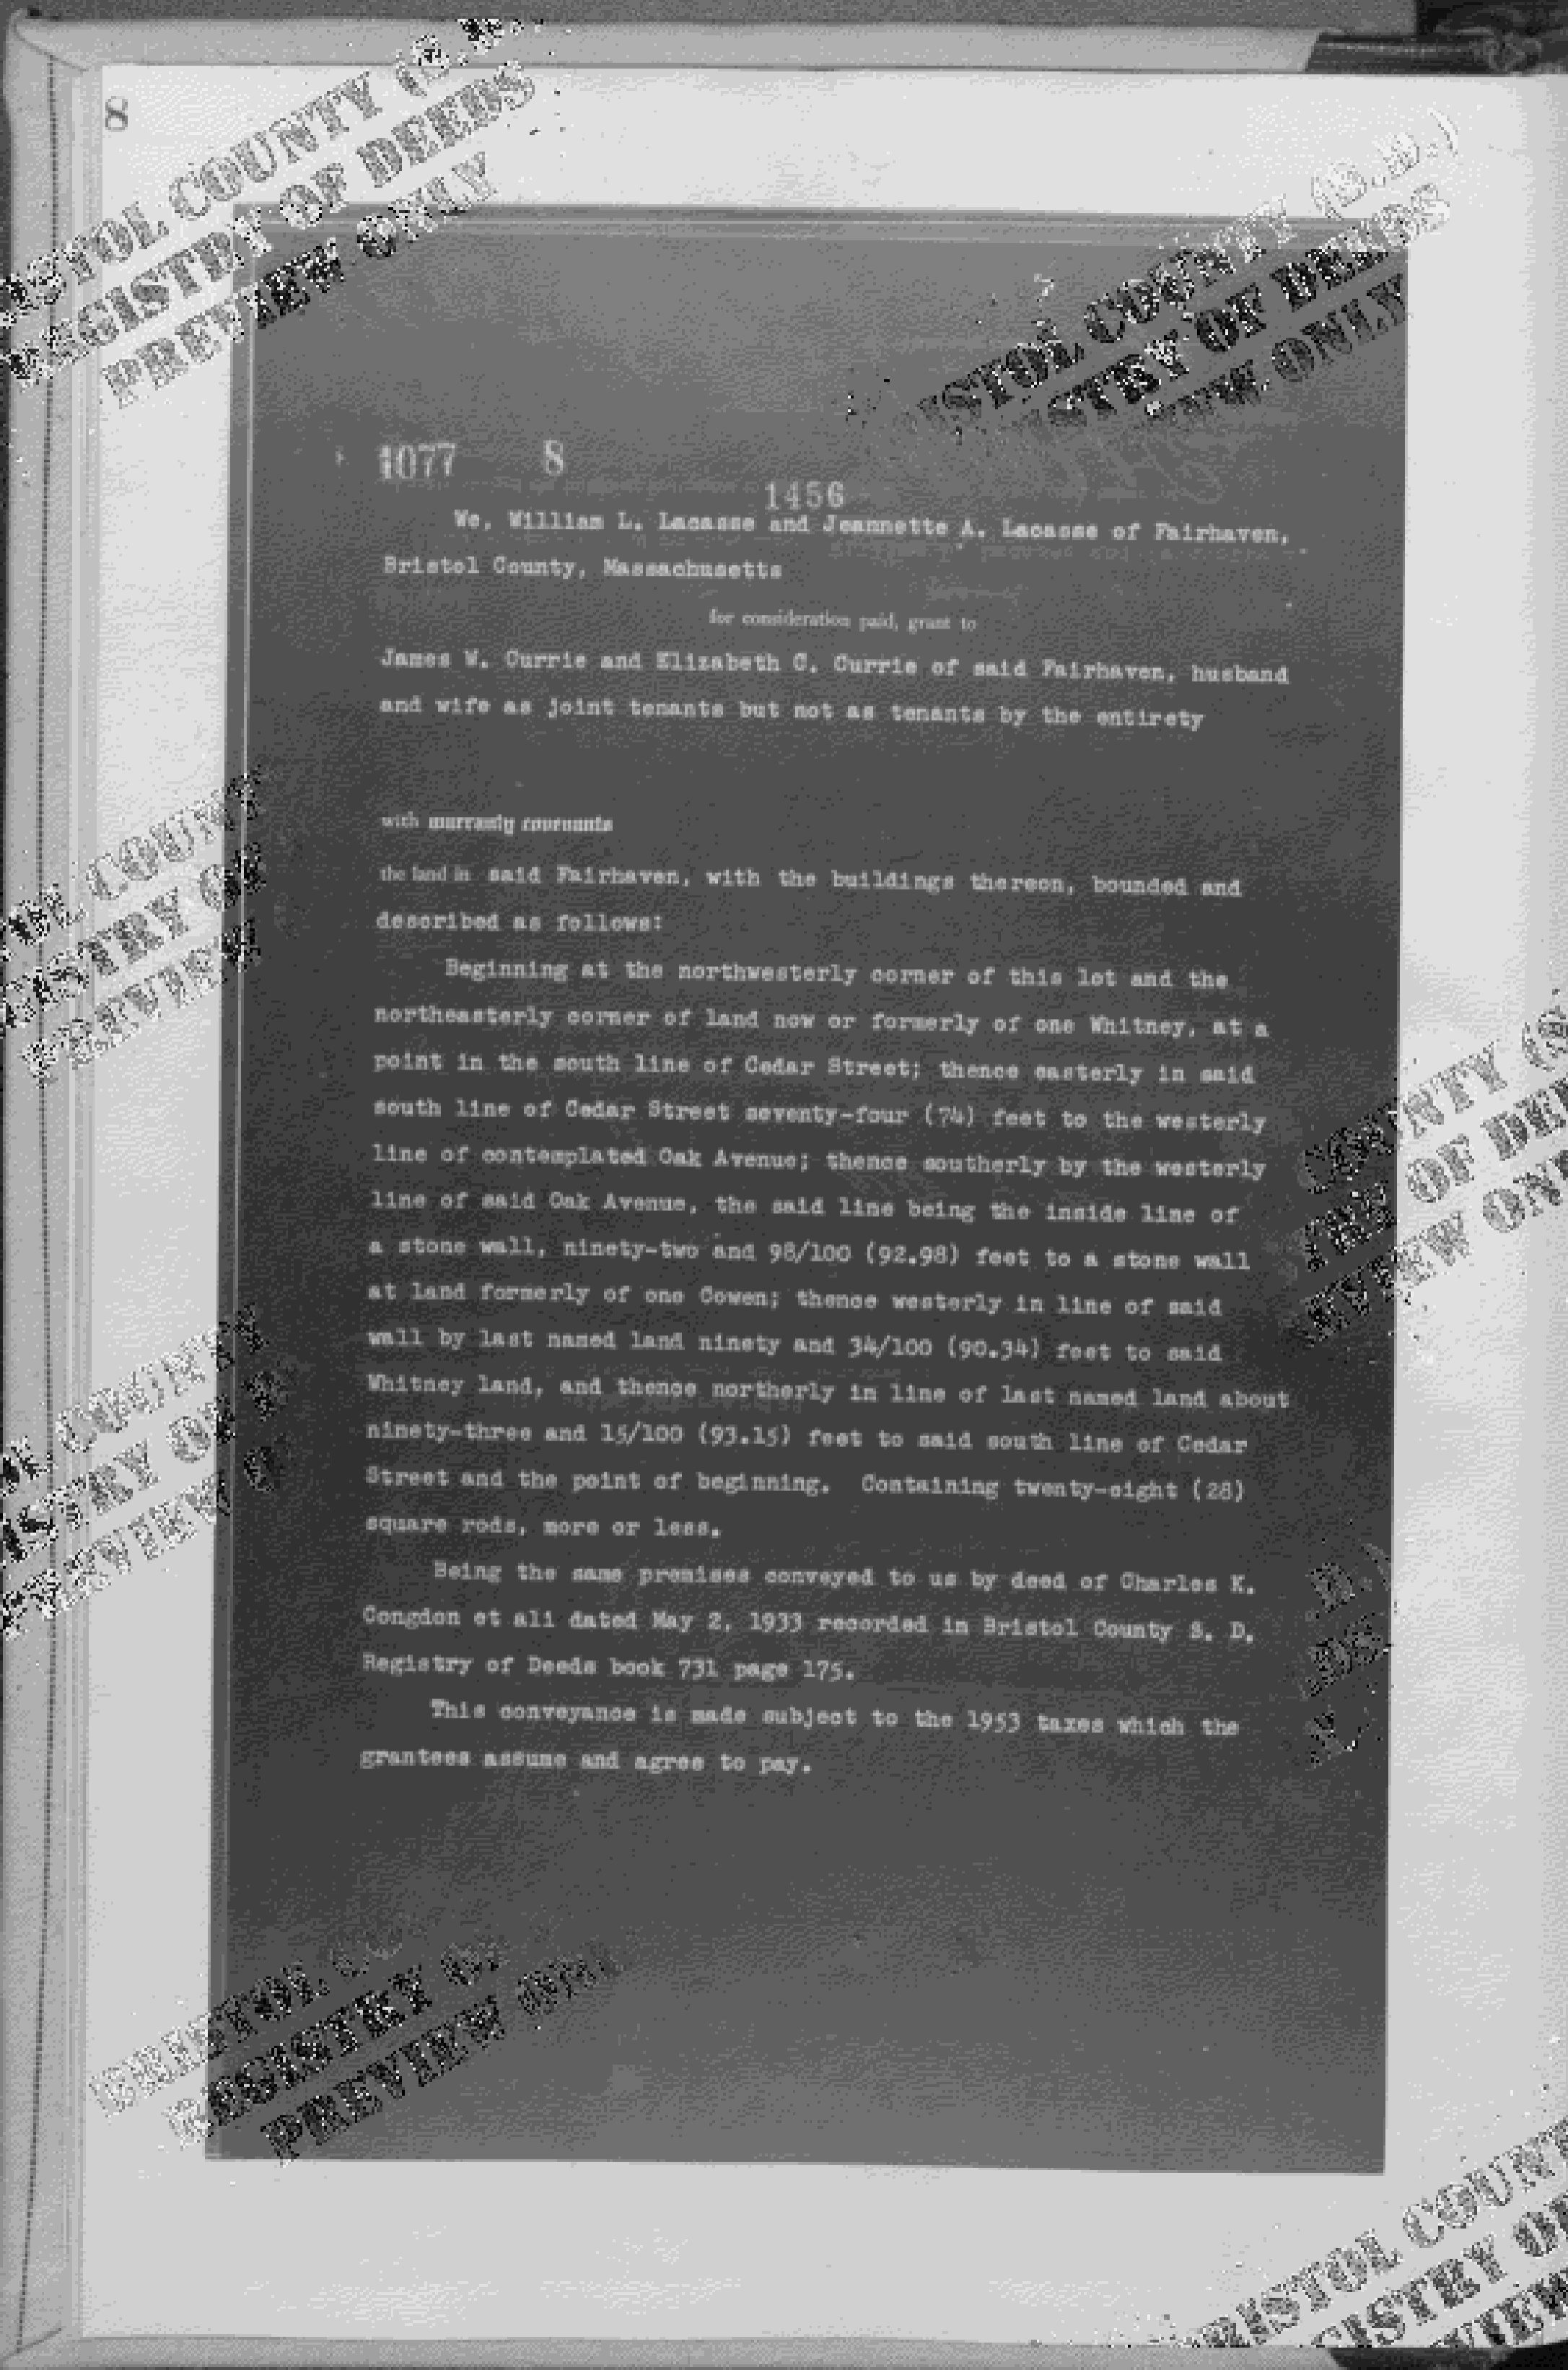 8
BRISTOL COUNTY (S.D.)
REGISTRY OF DEEDS
PREVIEW ONLY
1077 8
1456
We, William L. Lacasse and Jeannette A. Lacasse of Fairhaven,
Bristol County, Massachusetts
for consideration paid, grant to
James W. Currie and Elizabeth C. Currie of said Fairhaven, husband
and wife as joint tenants but not as tenants by the entirety
with warranty covenants
the land in said Fairhaven, with the buildings thereon, bounded and
described as follows:
Beginning at the northwesterly corner of this lot and the
northeasterly corner of land now or formerly of one Whitney, at a
point in the south line of Cedar Street; thence easterly in said
south line of Cedar Street seventy-four (74) feet to the westerly
line of contemplated Oak Avenue; thence southerly by the westerly
line of said Oak Avenue, the said line being the inside line of
a stone wall, ninety-two and 98/100 (92.98) feet to a stone wall
at land formerly of one Cowen; thence westerly in line of said
wall by last named land ninety and 34/100 (90.34) feet to said
Whitney land, and thence northerly in line of last named land about
ninety-three and 15/100 (93.15) feet to said south line of Cedar
Street and the point of beginning. Containing twenty-eight (28)
square rods, more or less.
Being the same premises conveyed to us by deed of Charles K.
Congdon et ali dated May 2, 1933 recorded in Bristol County S. D.
Registry of Deeds book 731 page 175.
This conveyance is made subject to the 1953 taxes which the
grantees assume and agree to pay.